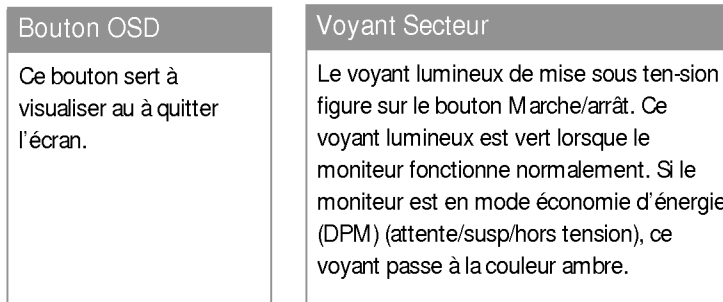 Bouton OSD
Ce bouton sert à
visualiser au à quitter
l'écran.
Voyant Secteur
Le voyant lumineux de mise sous ten-sion
figure sur le bouton Marche/arrât. Ce
voyant lumineux est vert lorsque le
moniteur fonctionne normalement. Si le
moniteur est en mode économie d'énergie
(DPM) (attente/susp/hors tension), ce
voyant passe à la couleur ambre.